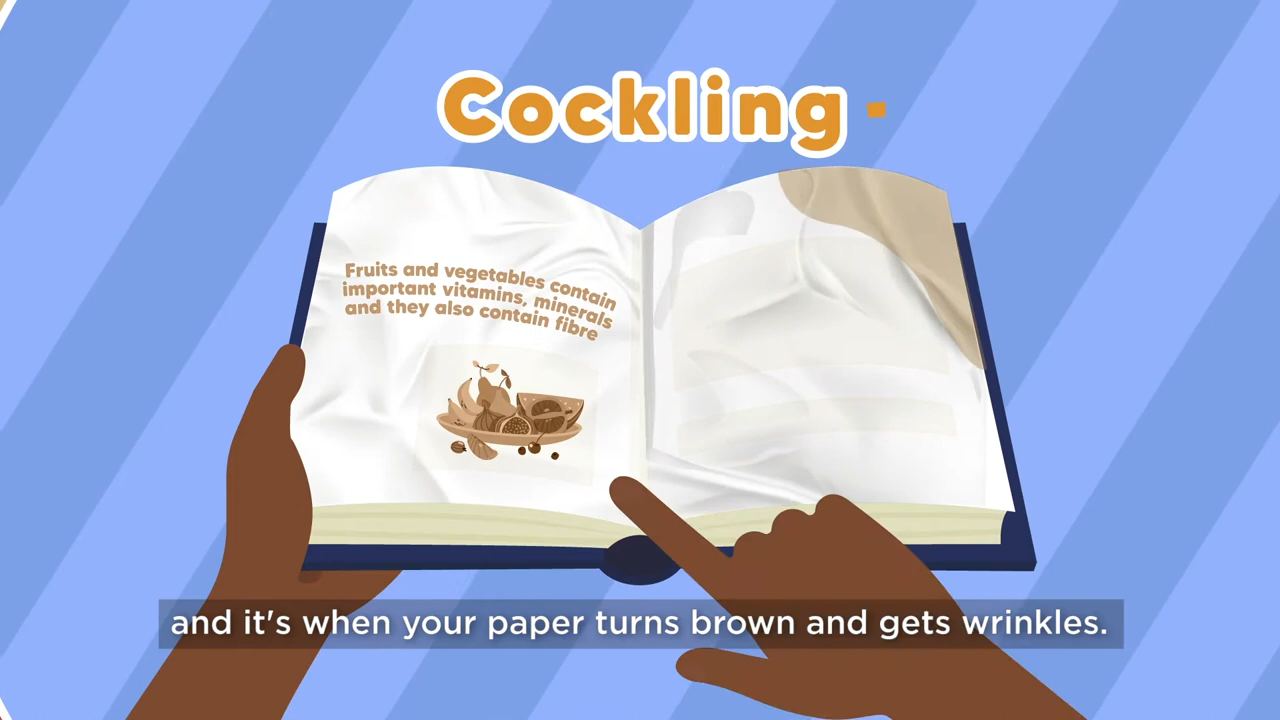 Cockling
Fruits and vegetables contain
important vitamins, minerals
and they also contain fibre
and it's when your paper turns brown and gets wrinkles.